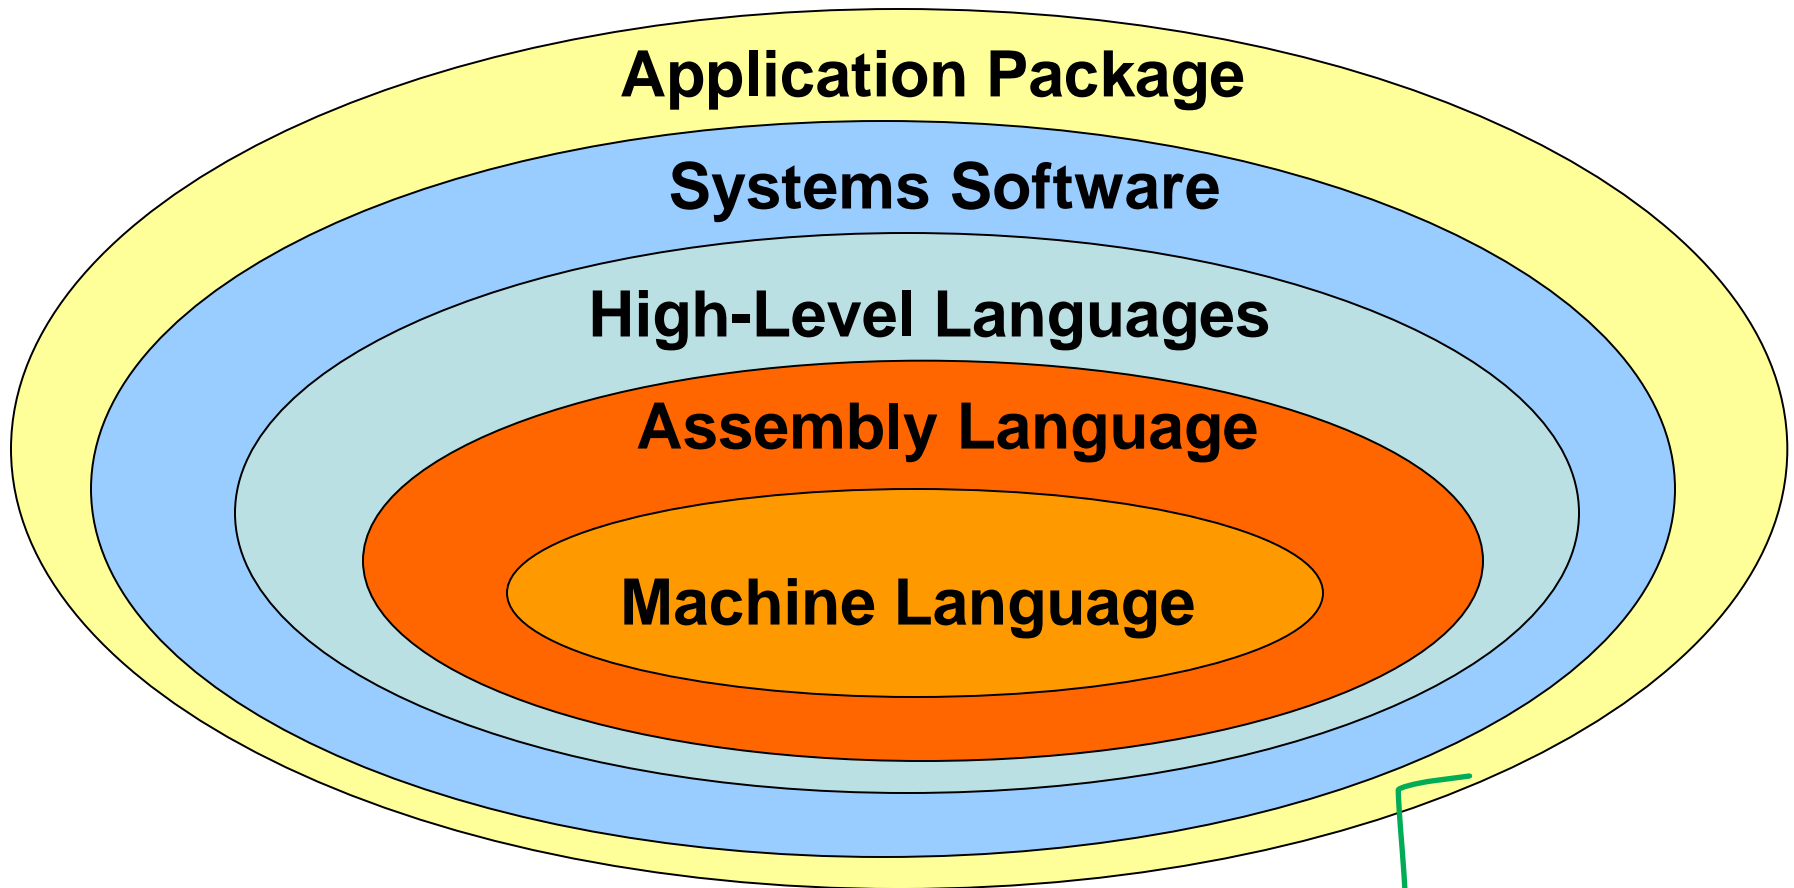 Application Package
Systems Software
High-Level Languages
Assembly Language
Machine Language